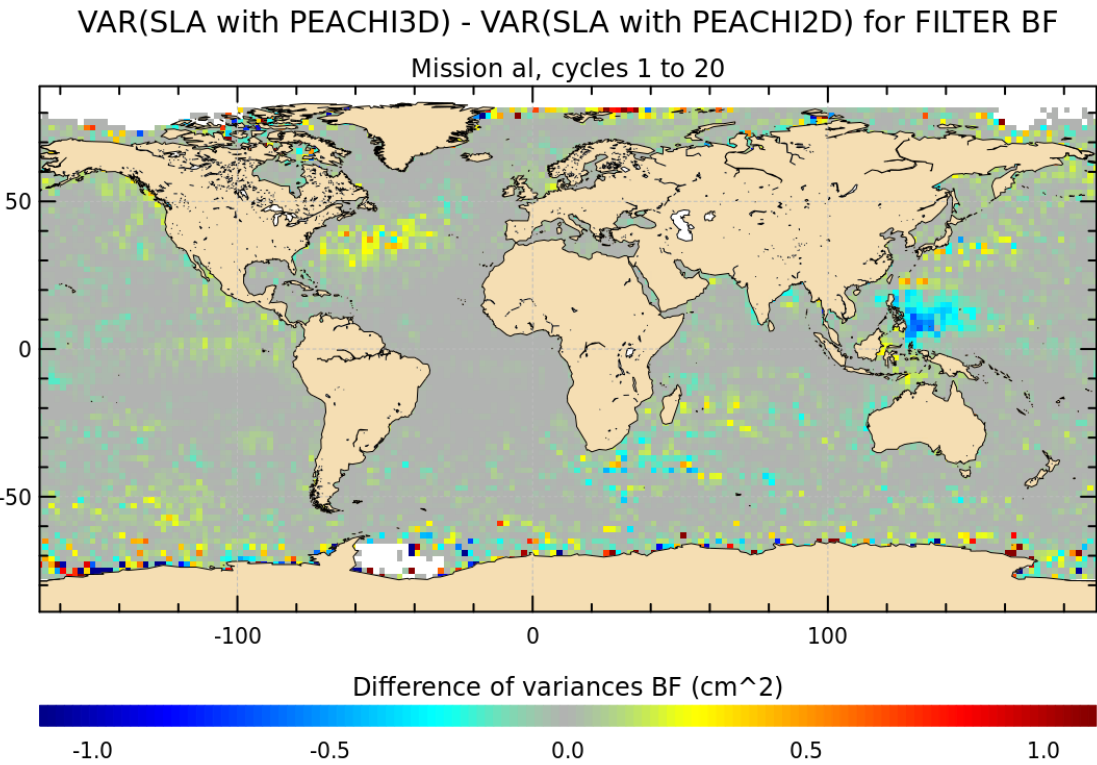 VAR(SLA with PEACHI3D) - VAR(SLA with PEACHI2D) for FILTER BF
Mission al, cycles 1 to 20
50
0
-50
-100 0 100
Difference of variances BF (cm^2)
-1.0 -0.5 0.0 0.5 1.0